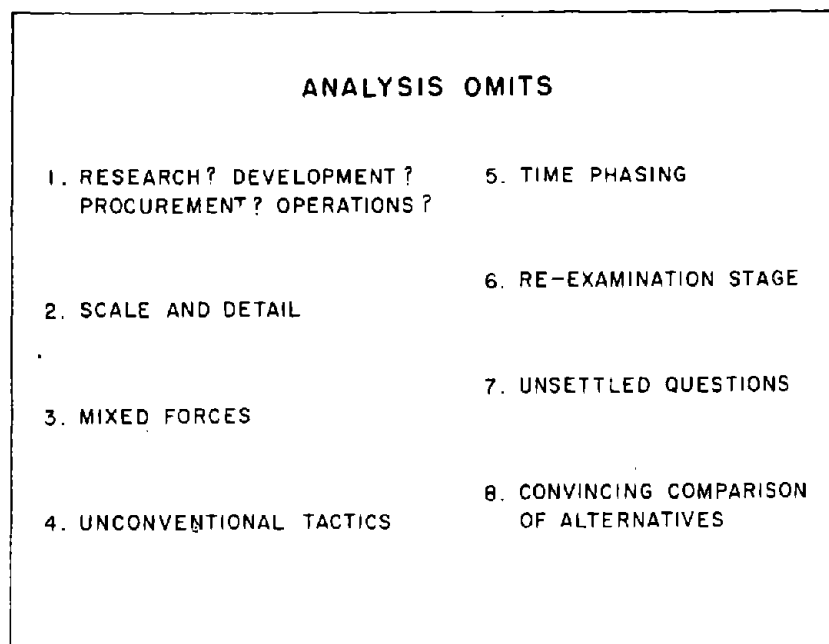 ANALYSIS OMITS
1. RESEARCH? DEVELOPMENT?
PROCUREMENT? OPERATIONS?
2. SCALE AND DETAIL
3. MIXED FORCES
4. UNCONVENTIONAL TACTICS
5. TIME PHASING
6. RE-EXAMINATION STAGE
7. UNSETTLED QUESTIONS
8. CONVINCING COMPARISON
OF ALTERNATIVES